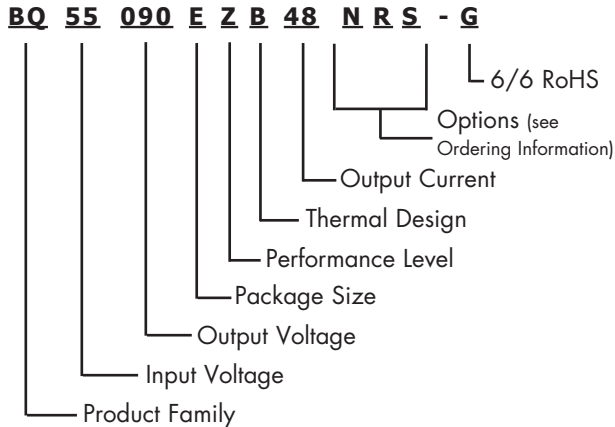 BQ 55 090 E Z B 48 N R S - G
6/6 RoHS
Options (see
Ordering Information)
Output Current
Thermal Design
Performance Level
Package Size
Output Voltage
Input Voltage
Product Family